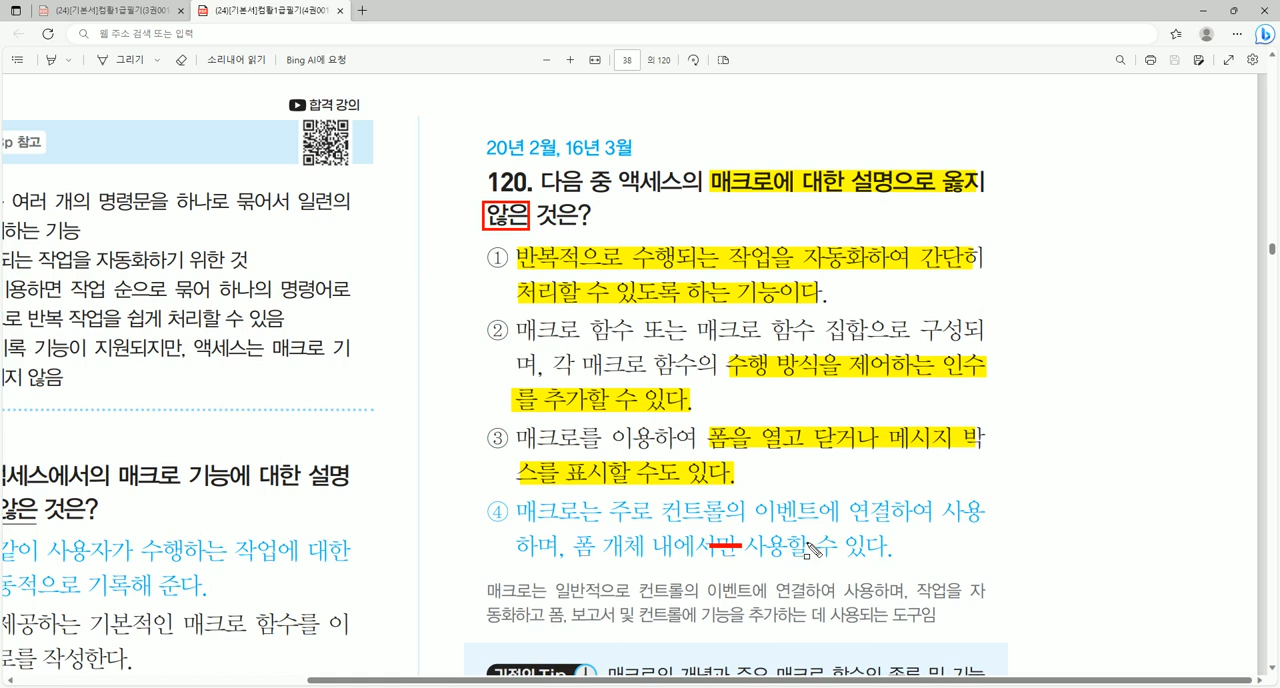 (24)[기본서]컴활1급필기(3권001
(24)[기본서]컴활1급필기(4권001
웹 주소 검색 또는 입력
그리기
소리내어 읽기
Bing AI에 요청
38
외 120
합격 강의
참고
여러 개의 명령문을 하나로 묶어서 일련의
하는 기능
되는 작업을 자동화하기 위한 것
용하면 작업 순으로 묶어 하나의 명령어로
로 반복 작업을 쉽게 처리할 수 있음
록 기능이 지원되지만, 액세스는 매크로 기
지 않음
세스에서의 매크로 기능에 대한 설명
않은 것은?
같이 사용자가 수행하는 작업에 대한
동적으로 기록해 준다.
제공하는 기본적인 매크로 함수를 이
로를 작성한다.
20년 2월, 16년 3월
120. 다음 중 액세스의 매크로에 대한 설명으로 옳지
않은 것은?
① 반복적으로 수행되는 작업을 자동화하여 간단히
처리할 수 있도록 하는 기능이다.
② 매크로 함수 또는 매크로 함수 집합으로 구성되
며, 각 매크로 함수의 수행 방식을 제어하는 인수
를 추가할 수 있다.
③ 매크로를 이용하여 폼을 열고 닫거나 메시지 박
스를 표시할 수도 있다.
④ 매크로는 주로 컨트롤의 이벤트에 연결하여 사용
하며, 폼 개체 내에서만 사용할 수 있다.
매크로는 일반적으로 컨트롤의 이벤트에 연결하여 사용하며, 작업을 자
동화하고 폼, 보고서 및 컨트롤에 기능을 추가하는 데 사용되는 도구임